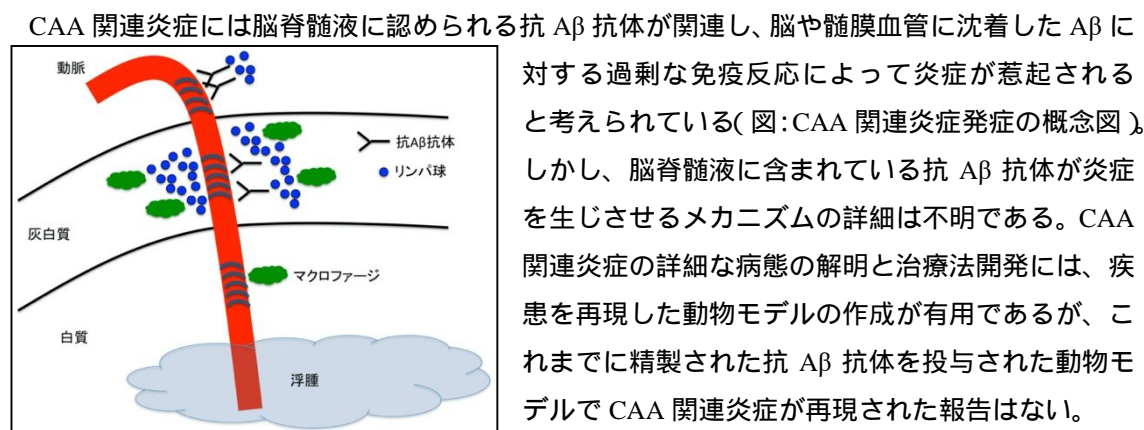 CAA 関連炎症には脳脊髄液に認められる抗 Aβ 抗体が関連し、脳や髄膜血管に沈着した Aβ に
対する過剰な免疫反応によって炎症が惹起される
と考えられている(図:CAA 関連炎症発症の概念図)。
しかし、脳脊髄液に含まれている抗 Aβ 抗体が炎症
を生じさせるメカニズムの詳細は不明である。CAA
関連炎症の詳細な病態の解明と治療法開発には、疾
患を再現した動物モデルの作成が有用であるが、こ
れまでに精製された抗 Aβ 抗体を投与された動物モ
デルで CAA 関連炎症が再現された報告はない。
動脈
抗Aβ抗体
リンパ球
灰白質
マクロファージ
白質
浮腫